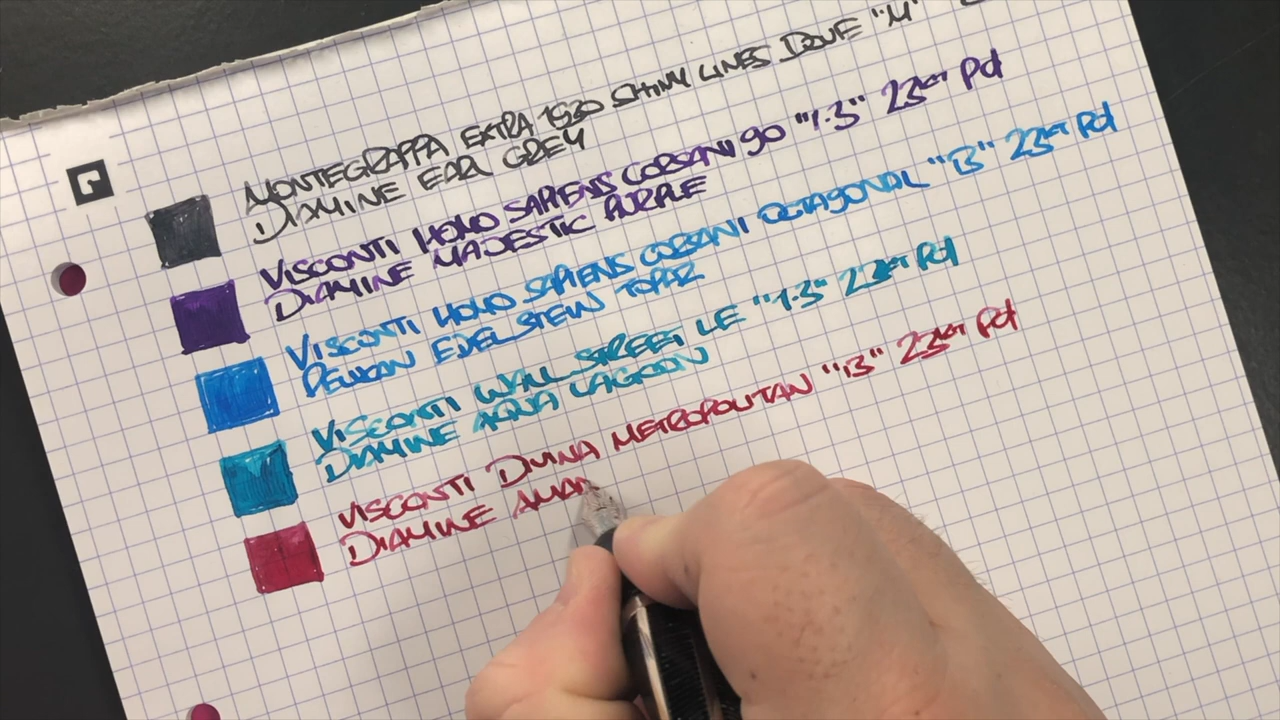 MONTEGRAPPA EXTRA 1930 SHINY LINES DOUE "M"
DIAMINE EARL GREY
VISCONTI HOMO SAPIENS CORSANI 90 "1.3" 23KT Pd
DIAMINE MAJESTIC PURPLE
VISCONTI HOMO SAPIENS CORSANI OCTAGONAL "B" 23KT Pd
PELIKAN EDELSTEIN TOPAZ
VISCONTI WALL STREET LE "1.3" 23KT Pd
DIAMINE AQUA LAGOON
VISCONTI DIVINA METROPOLITAN "B" 23KT Pd
DIAMINE AMAR